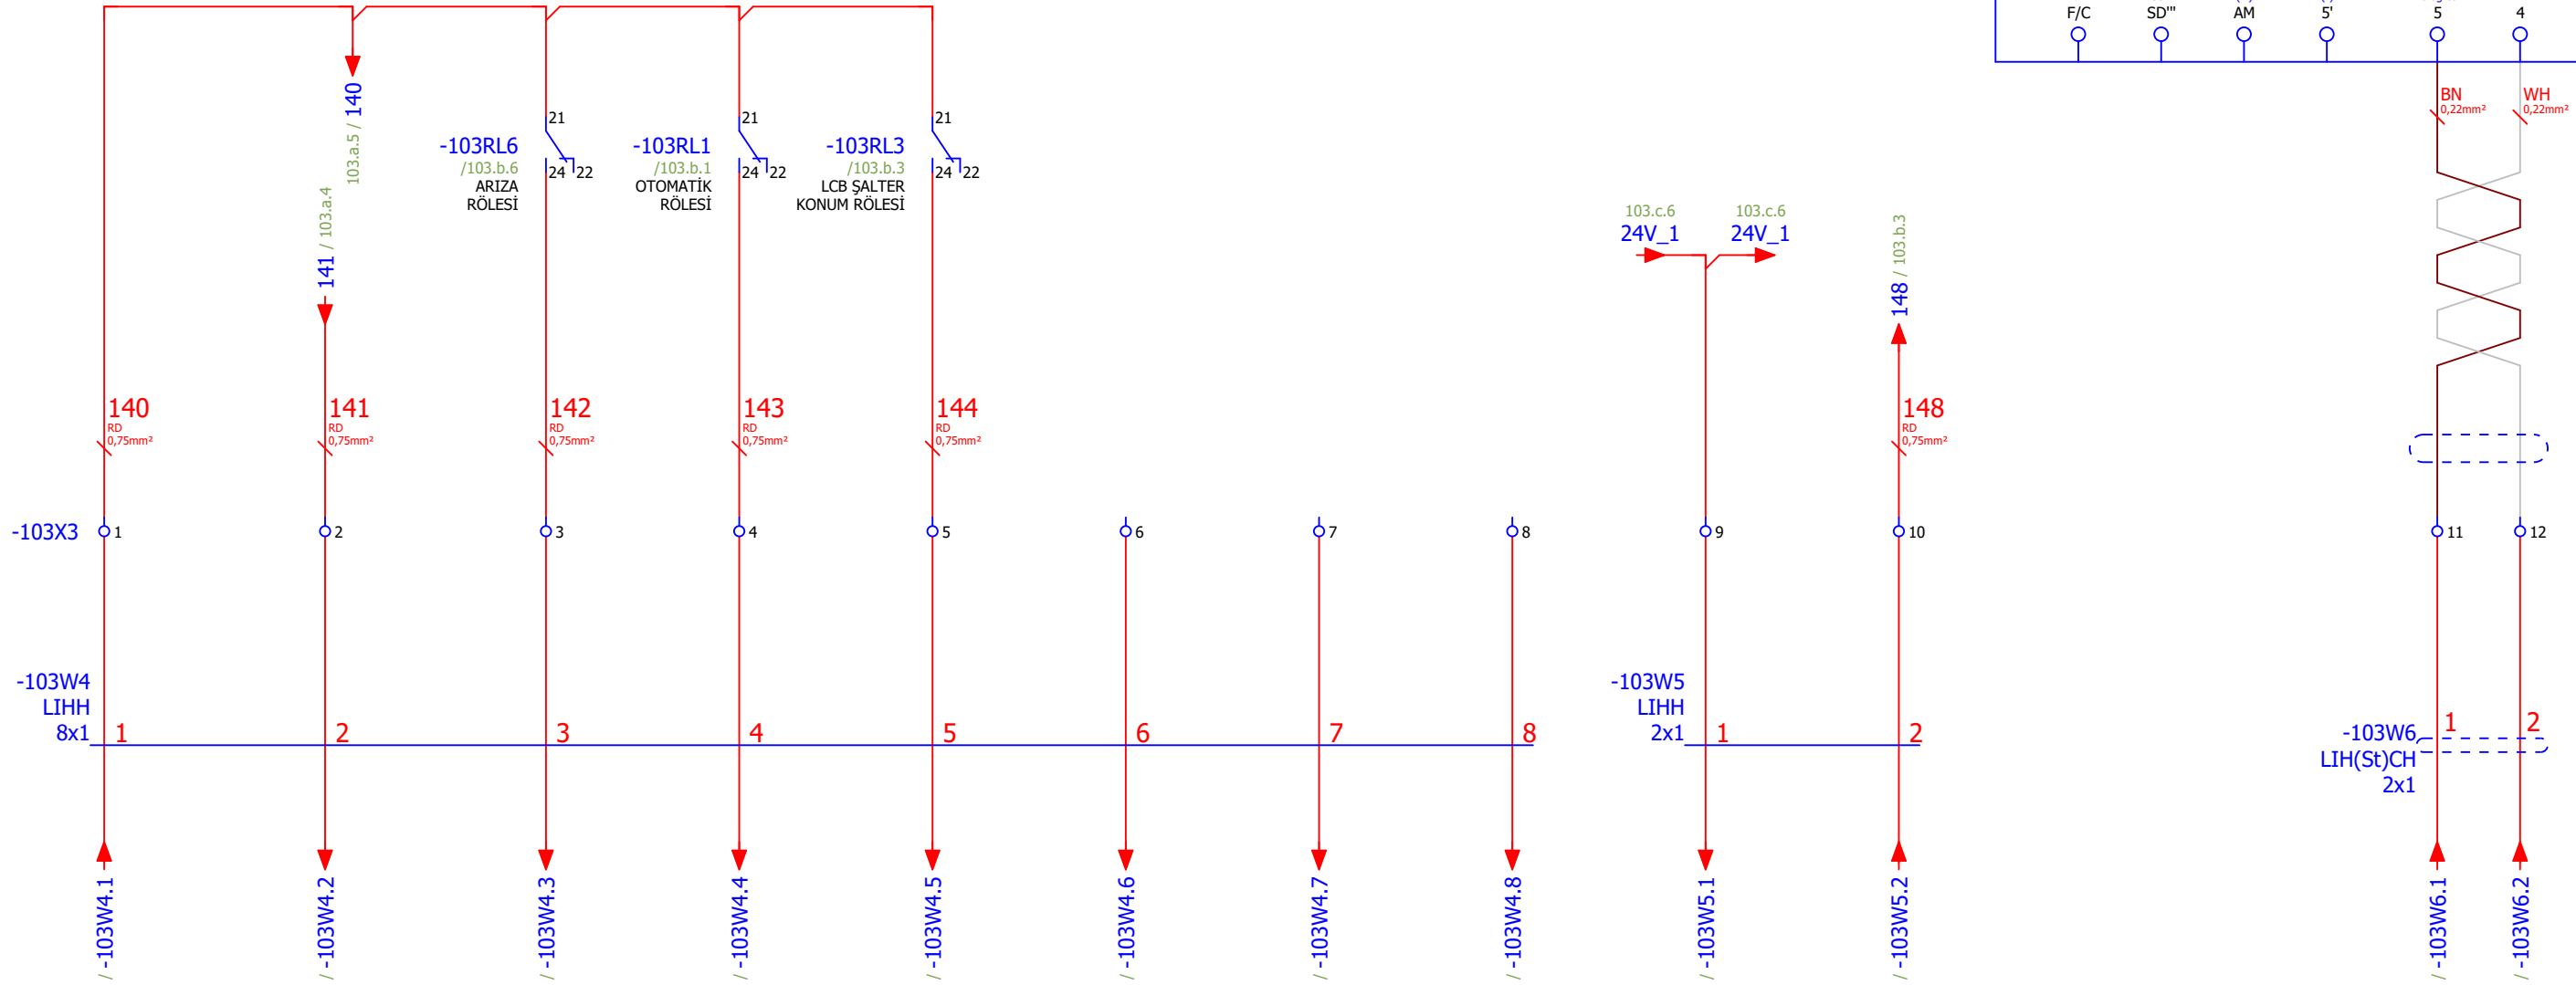 F/C
SD'''
AM
5'
5
4
BN
0,22mm²
WH
0,22mm²
103.a.5 / 140
141 / 103.a.4
21
-103RL6
/103.b.6
24
22
ARIZA
RÖLESİ
21
-103RL1
/103.b.1
24
22
OTOMATİK
RÖLESİ
21
-103RL3
/103.b.3
24
22
LCB ŞALTER
KONUM RÖLESİ
103.c.6
24V_1
103.c.6
24V_1
148 / 103.b.3
140
RD
0,75mm²
141
RD
0,75mm²
142
RD
0,75mm²
143
RD
0,75mm²
144
RD
0,75mm²
148
RD
0,75mm²
-103X3
1
2
3
4
5
6
7
8
9
10
11
12
-103W4
LIHH
8x1
1
2
3
4
5
6
7
8
-103W5
LIHH
2x1
1
2
-103W6
LIH(St)CH
2x1
1
2
/ -103W4.1
/ -103W4.2
/ -103W4.3
/ -103W4.4
/ -103W4.5
/ -103W4.6
/ -103W4.7
/ -103W4.8
/ -103W5.1
/ -103W5.2
/ -103W6.1
/ -103W6.2